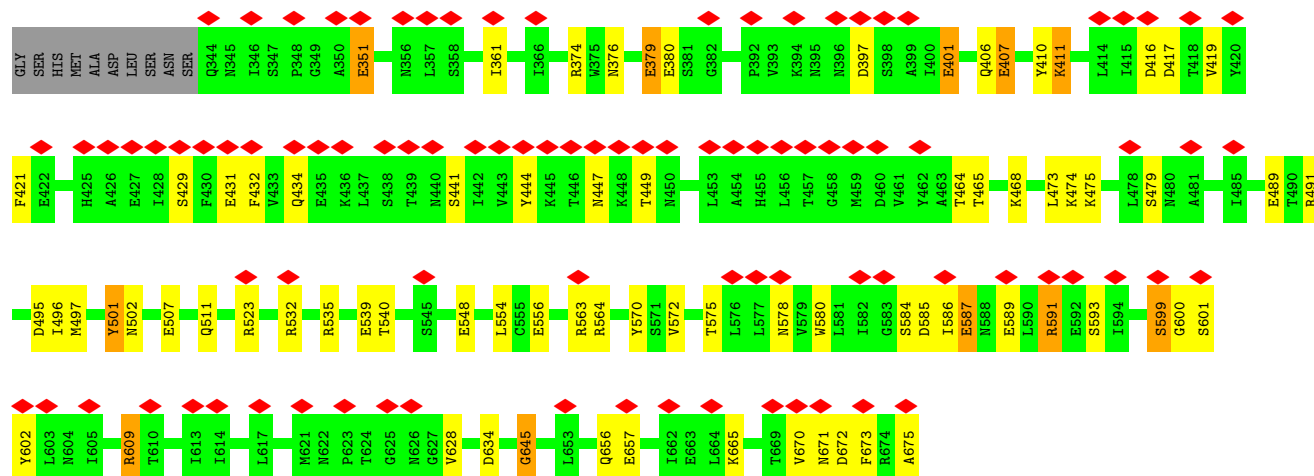 GLY SER HIS MET ALA ASP LEU SER ASN SER Q344 N345 I346 S347 P348 G349 A350 E351 N356 L357 S358 I361 I366 R374 W375 N376 E379 E380 S381 G382 P392 V393 K394 N395 N396 D397 S398 A399 I400 E401 Q406 E407 Y410 K411 L414 I415 D416 D417 T418 V419 Y420
F421 E422 H425 A426 E427 I428 S429 F430 E431 F432 V433 Q434 E435 K436 L437 S438 T439 N440 S441 I442 V443 Y444 K445 T446 N447 K448 T449 N450 L453 A454 H455 L456 T457 G458 M459 D460 V461 Y462 A463 T464 T465 K468 L473 K474 K475 L478 S479 N480 A481 I485 E489 T490 R491
D495 I496 M497 Y501 N502 E507 Q511 R523 R532 R535 E539 T540 S545 E548 L554 C555 E556 R563 R564 Y570 S571 V572 T575 L576 L577 N578 V579 W580 L581 I582 G583 S584 D585 I586 E587 N588 E589 L590 R591 E592 S593 I594 S599 G600 S601
Y602 L603 N604 I605 R609 T610 I613 I614 L617 M621 N622 P623 T624 G625 N626 G627 V628 D634 G645 L653 Q656 E657 I662 E663 L664 K665 T669 V670 N671 D672 F673 R674 A675